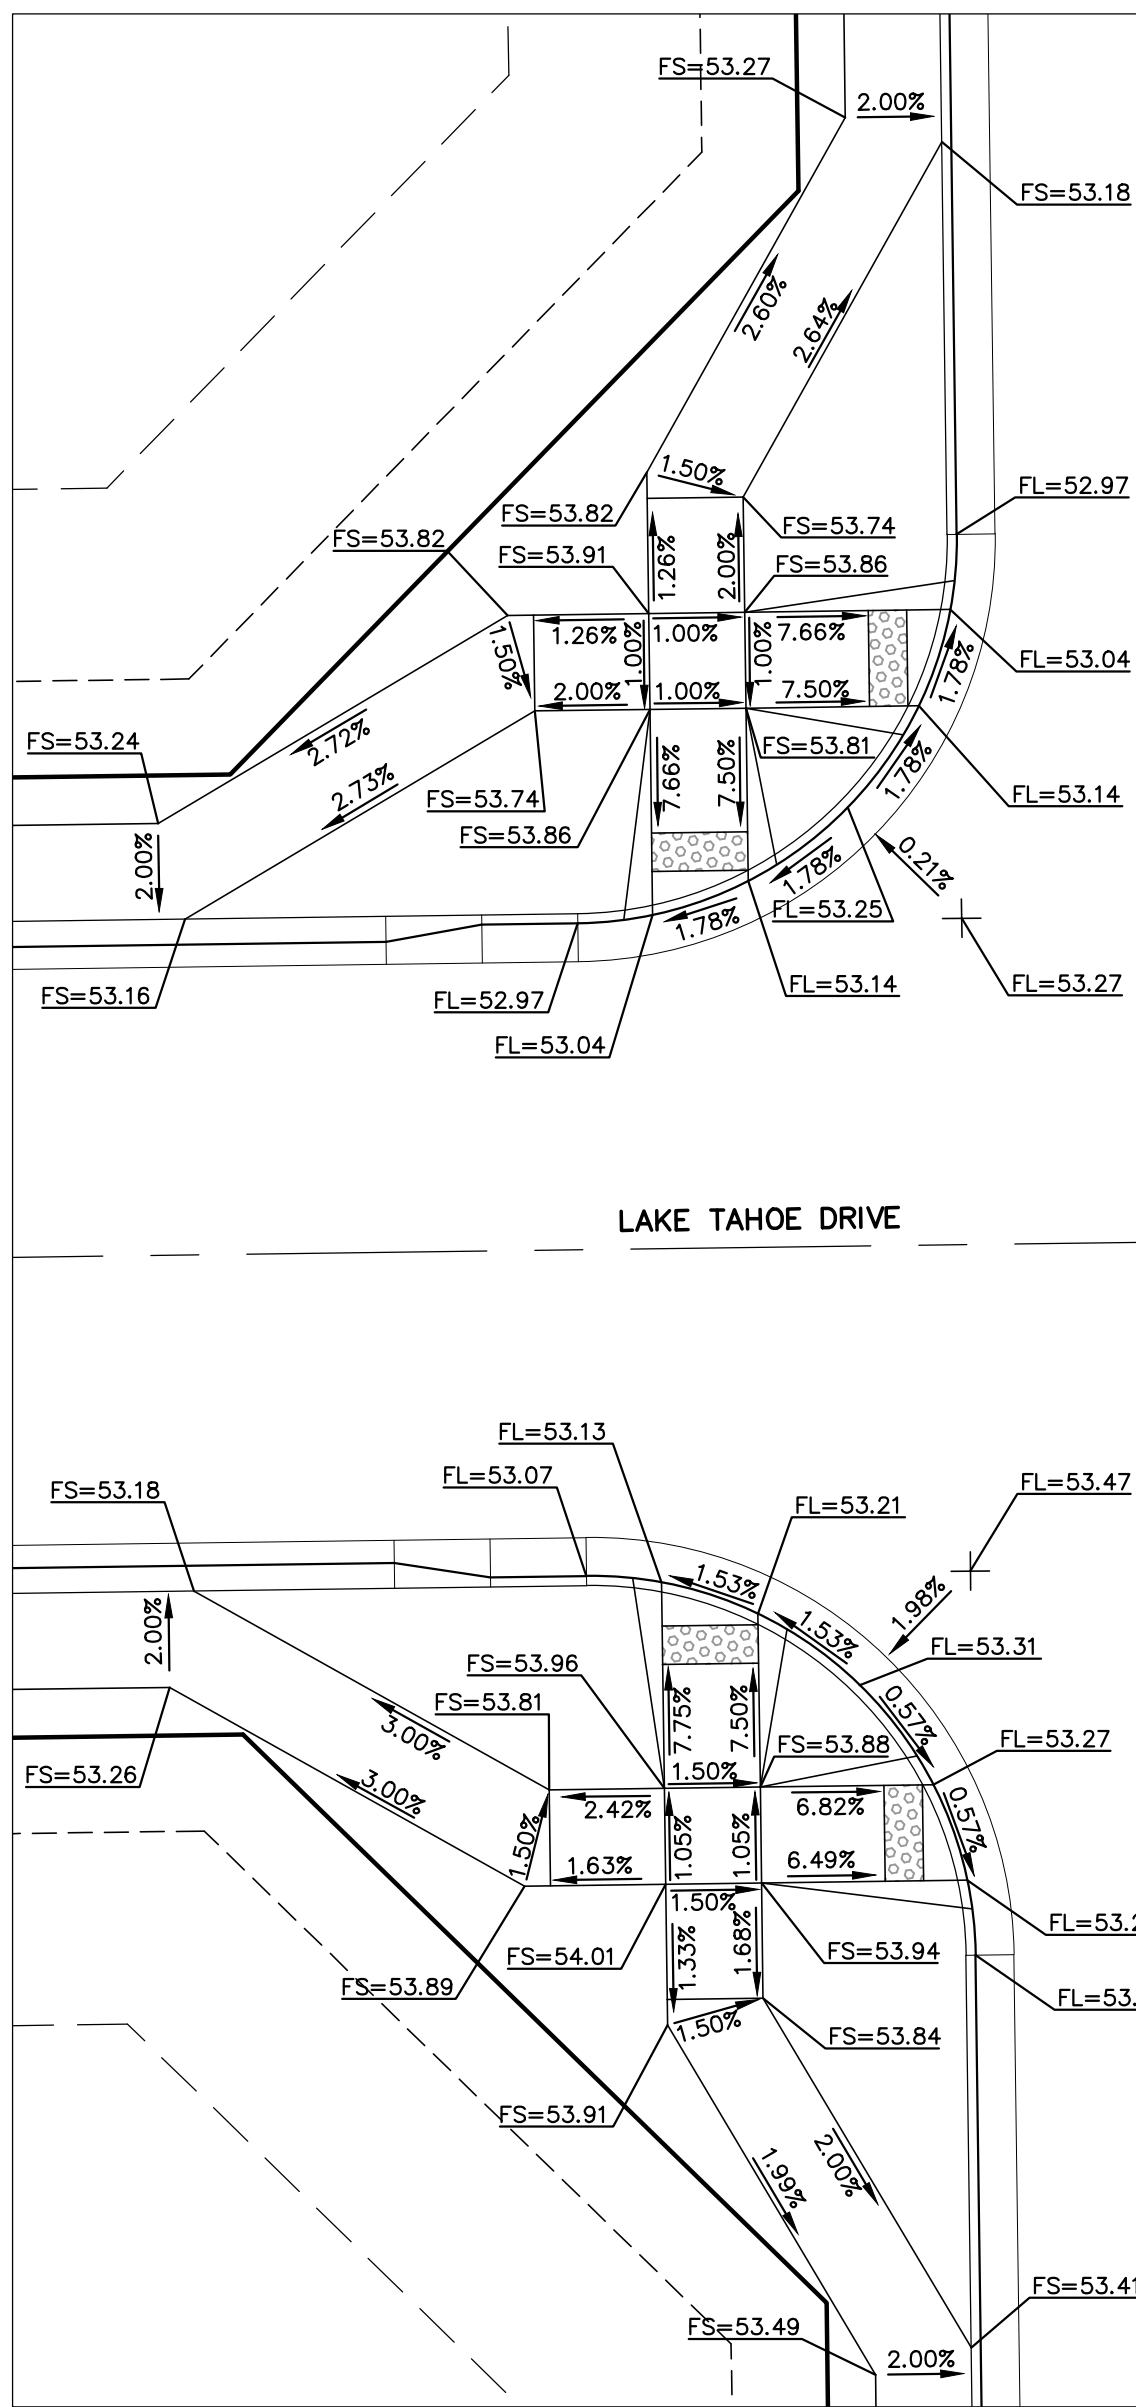 FS=53.27
2.00%
FS=53.18
2.60%
2.64%
1.50%
FL=52.97
FS=53.82
FS=53.74
FS=53.82
FS=53.91
1.26%
2.00%
FS=53.86
1.50%
1.26%
1.00%
1.00%
1.00%
7.66%
FL=53.04
1.78%
2.00%
1.00%
7.50%
FS=53.24
2.72%
FS=53.81
1.78%
2.73%
7.66%
7.50%
FS=53.74
FL=53.14
FS=53.86
2.00%
0.21%
1.78%
FL=53.25
1.78%
FS=53.16
FL=52.97
FL=53.14
FL=53.27
FL=53.04
LAKE TAHOE DRIVE
FL=53.13
FL=53.07
FS=53.18
FL=53.47
FL=53.21
1.53%
1.98%
2.00%
1.53%
FL=53.31
FS=53.96
FS=53.81
7.75%
7.50%
0.57%
3.00%
FS=53.88
FL=53.27
FS=53.26
3.00%
1.50%
2.42%
6.82%
0.57%
1.50%
1.05%
1.05%
1.63%
6.49%
1.50%
FL=53.2
1.33%
1.68%
FS=54.01
FS=53.94
FS=53.89
FL=53.
1.50%
FS=53.84
FS=53.91
1.99%
2.00%
FS=53.41
FS=53.49
2.00%